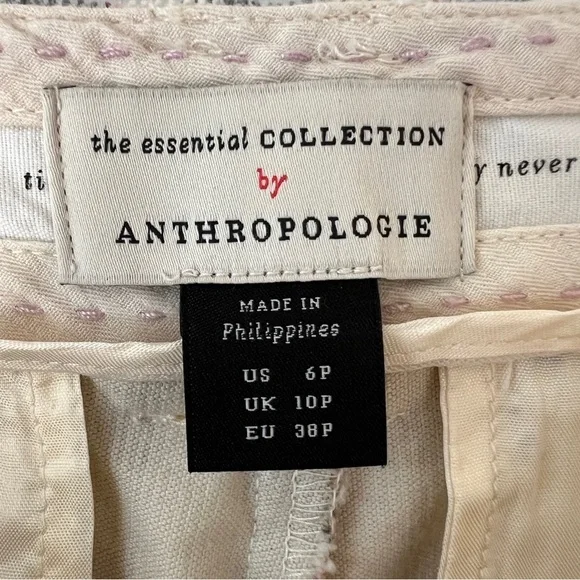 the essential COLLECTION
by
ANTHROPOLOGIE
never
MADE IN
Philippines
US 6P
UK 10P
EU 38P